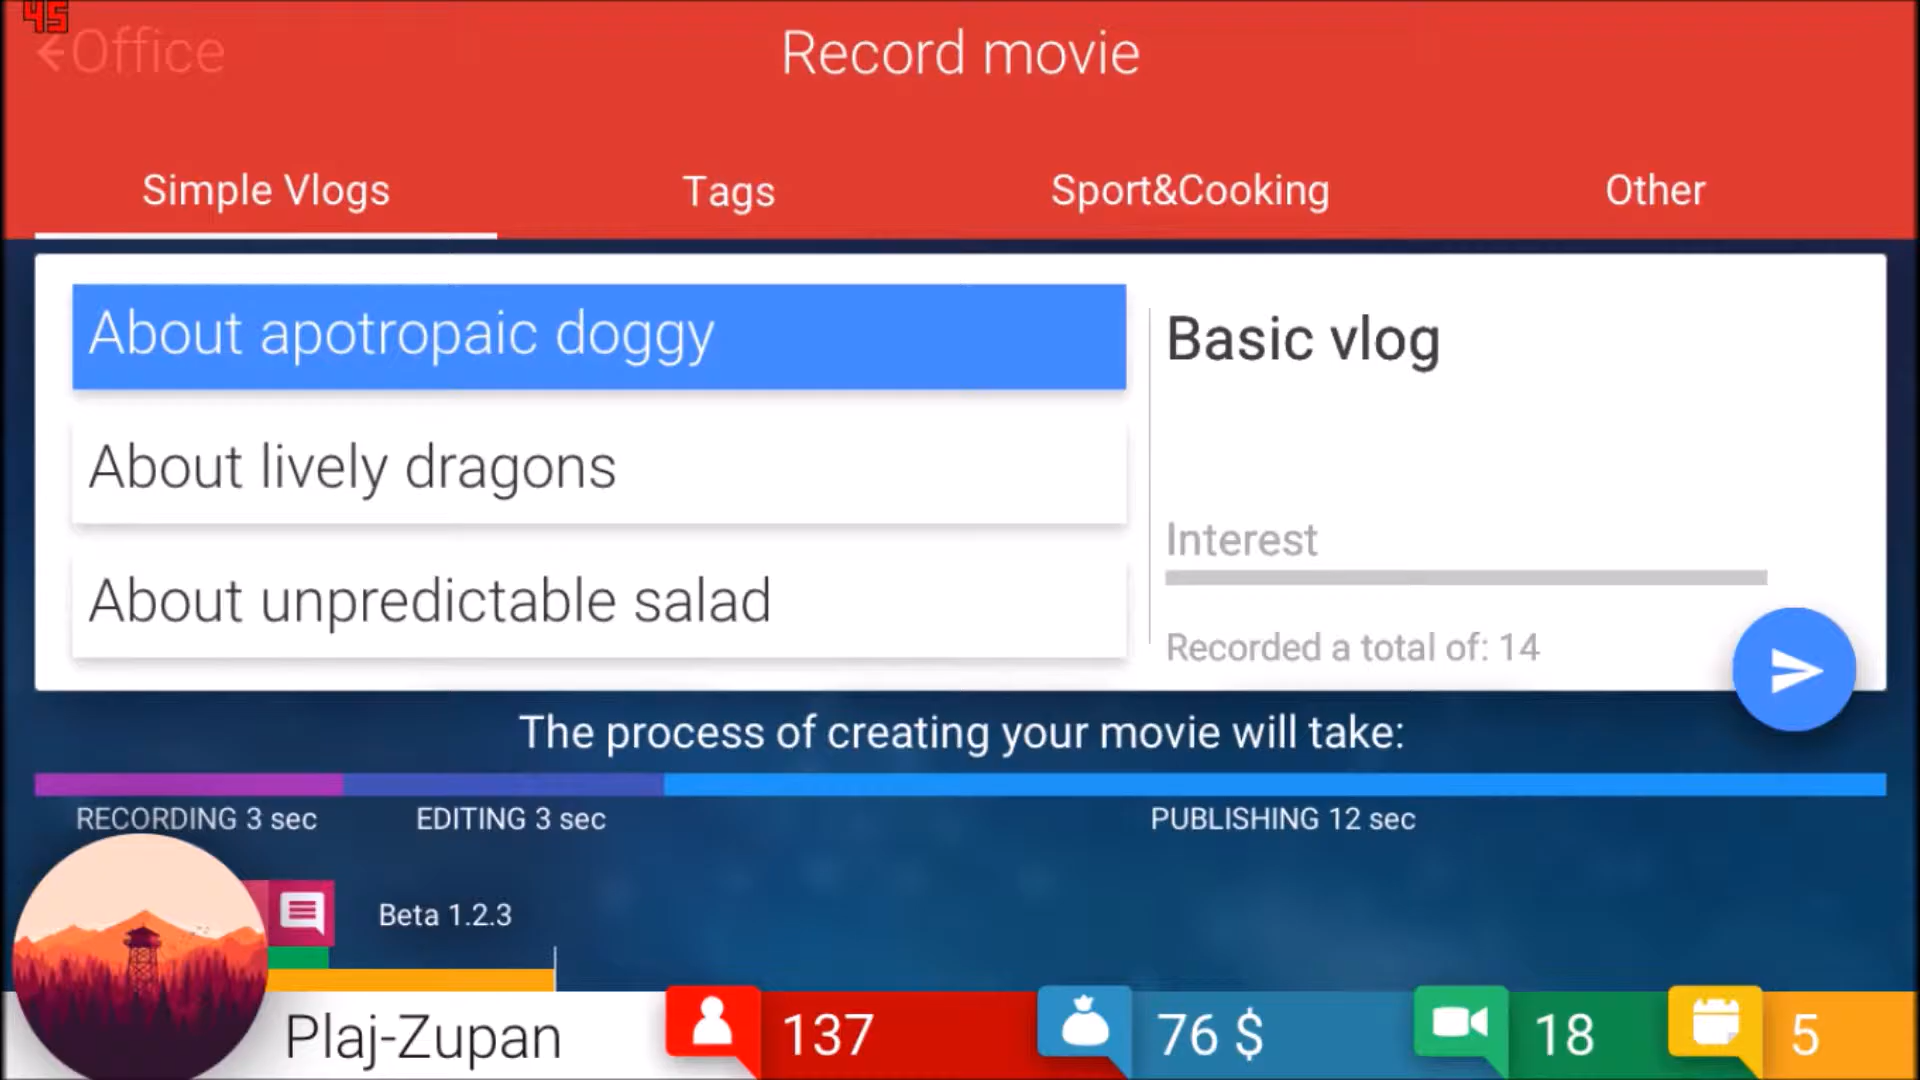 45
Office
Record movie
Simple Vlogs
Tags
Sport&Cooking
Other
About apotropaic doggy
About lively dragons
About unpredictable salad
Basic vlog
Interest
Recorded a total of: 14
The process of creating your movie will take:
RECORDING 3 sec
EDITING 3 sec
PUBLISHING 12 sec
Beta 1.2.3
Plaj-Zupan
137
76 $
18
5